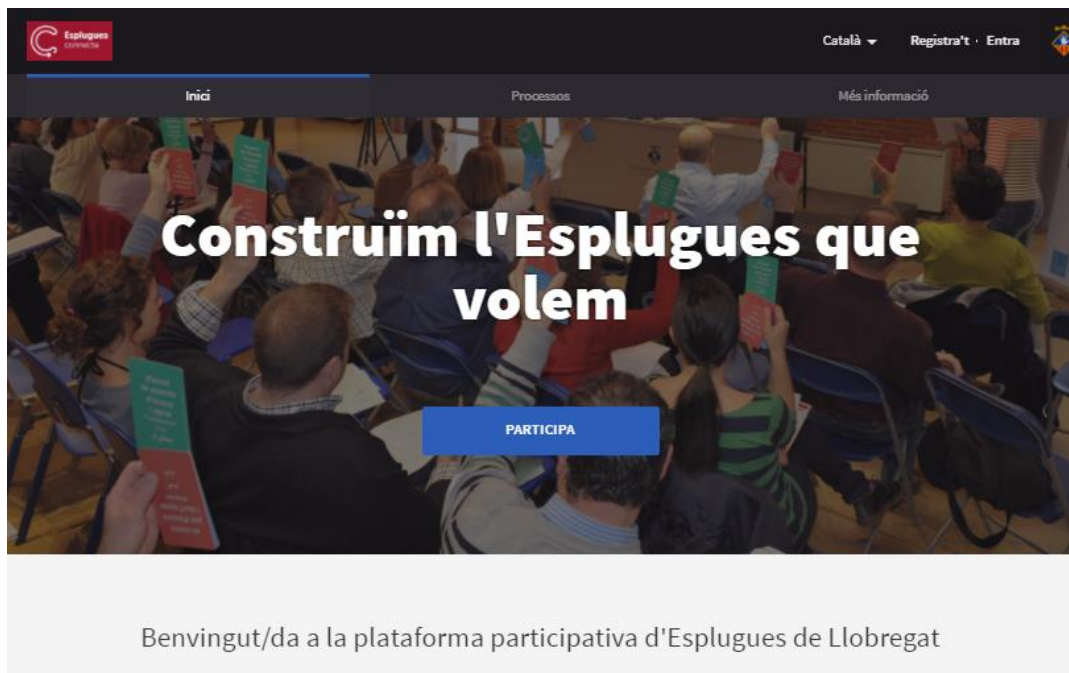 Esplugues
connecta
Català
Registra't · Entra
Inici
Processos
Més informació
Construïm l'Esplugues que
volem
PARTICIPA
Benvingut/da a la plataforma participativa d'Esplugues de Llobregat